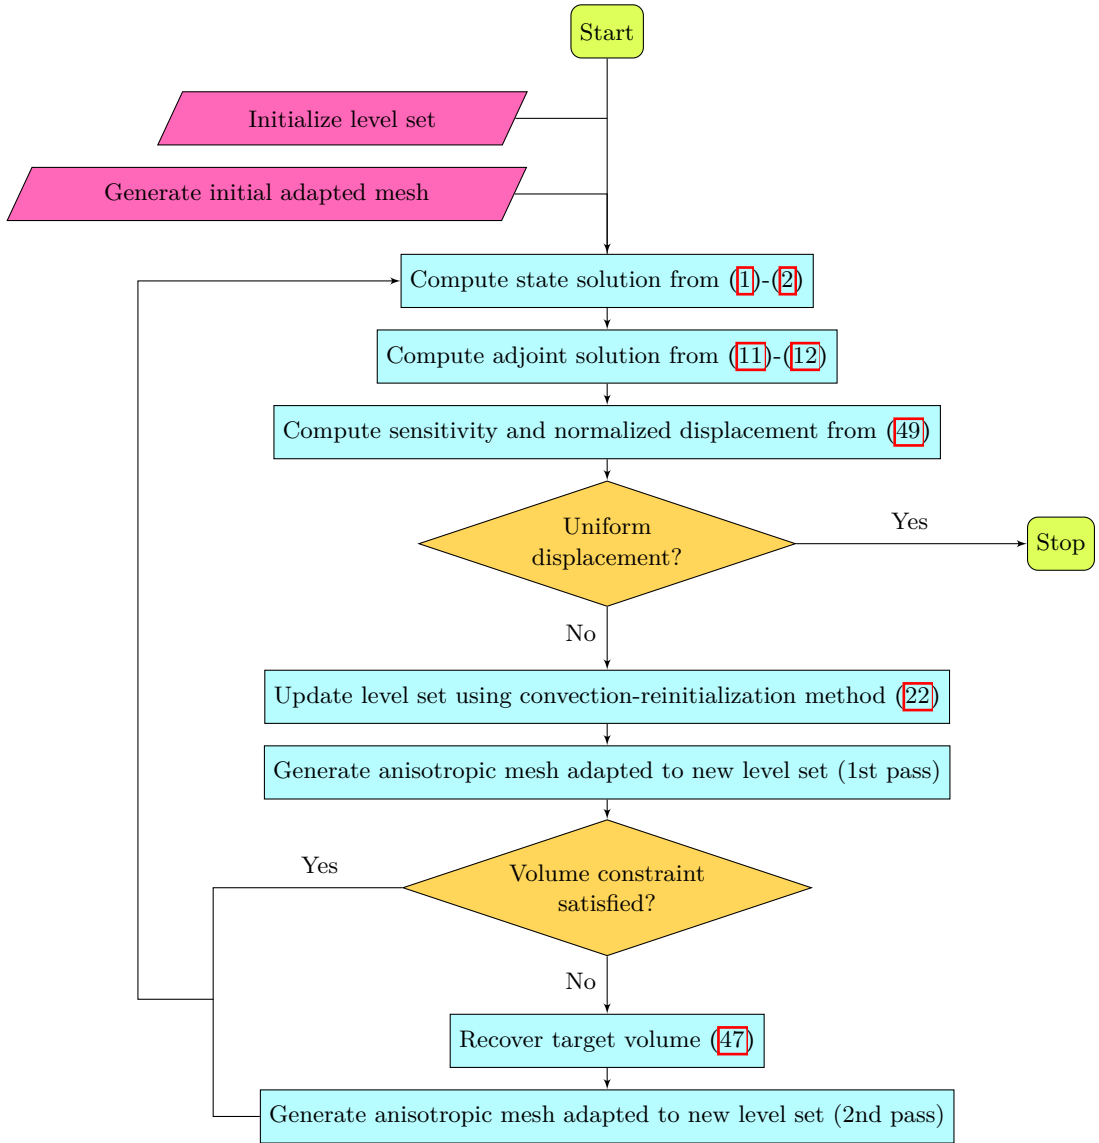 Start
Initialize level set
Generate initial adapted mesh
Compute state solution from (1)-(2)
Compute adjoint solution from (11)-(12)
Compute sensitivity and normalized displacement from (49)
Uniform
displacement?
Yes
Stop
No
Update level set using convection-reinitialization method (22)
Generate anisotropic mesh adapted to new level set (1st pass)
Yes
Volume constraint
satisfied?
No
Recover target volume (47)
Generate anisotropic mesh adapted to new level set (2nd pass)